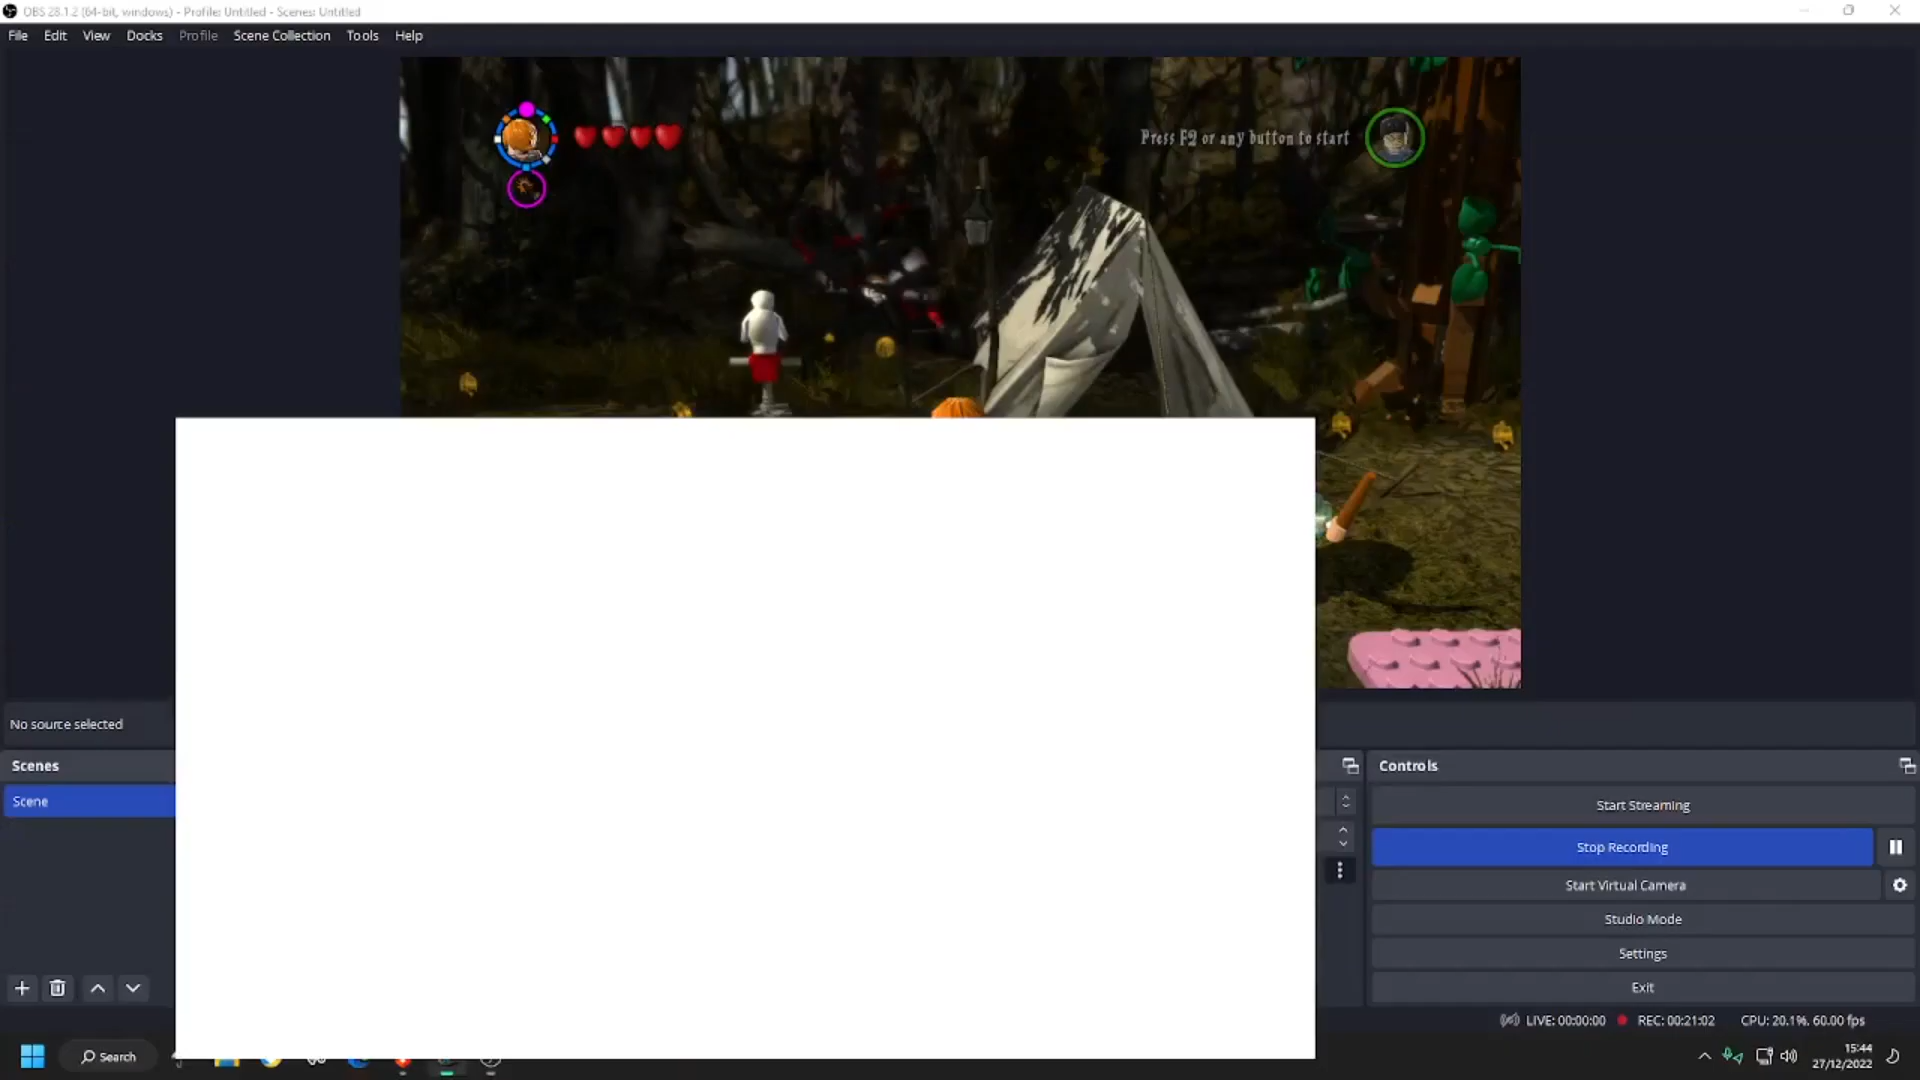 OBS 28.1.2 (64-bit, windows) - Profile: Untitled - Scenes: Untitled
File Edit View Docks Profile Scene Collection Tools Help
Press F2 or any button to start
No source selected
Scenes
Scene
Controls
Start Streaming
Stop Recording
Start Virtual Camera
Studio Mode
Settings
Exit
LIVE: 00:00:00 REC: 00:21:02 CPU: 20.1%, 60.00 fps
Search
15:44
27/12/2022